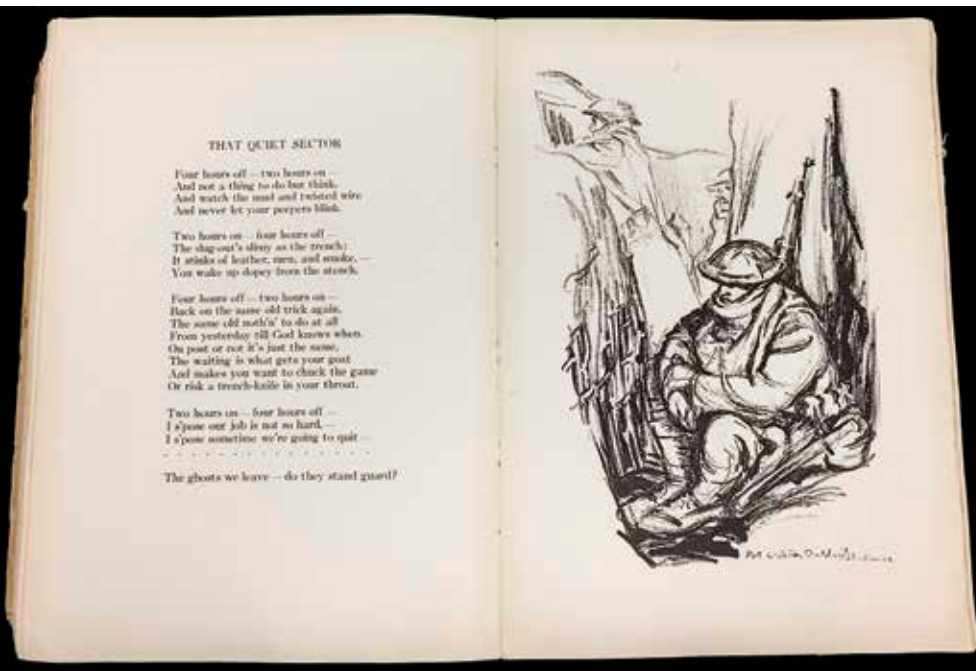 THAT QUIET SECTOR
Four hours off — two hours on —
And not a thing to do but think,
And watch the mud and twisted wire
And never let your peepers blink.
Two hours on — four hours off —
The dug-out's slimy as the trench;
It stinks of leather, men, and smoke, —
You wake up dopey from the stench.
Four hours off — two hours on —
Back on the same old trick again,
The same old noth'n' to do at all
From yesterday till God knows when.
On post or not it's just the same,
The waiting is what gets your goat
And makes you want to chuck the game
Or risk a trench-knife in your throat.
Two hours on — four hours off —
I s'pose our job is not so hard, —
I s'pose sometime we're going to quit —
- - - - - - - - - - - - - - -
The ghosts we leave — do they stand guard?